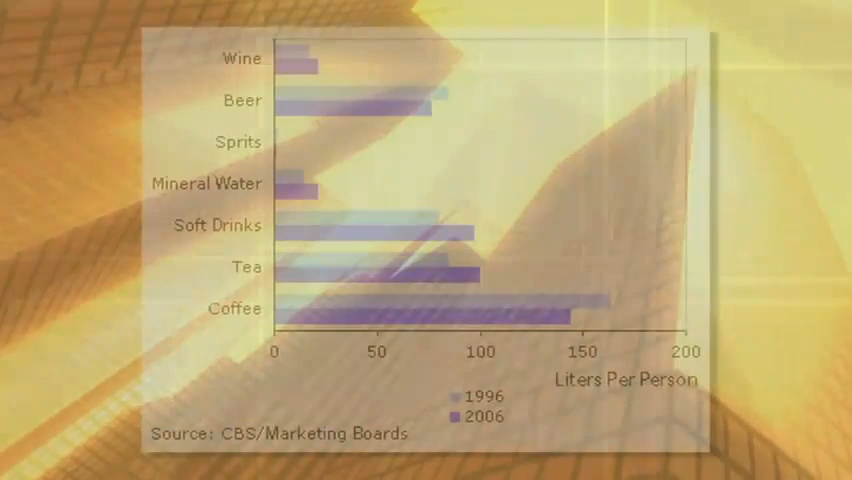 Wine
Beer
Sprits
Mineral Water
Soft Drinks
Tea
Coffee
0 50 100 150 200
Liters Per Person
1996
2006
Source: CBS/Marketing Boards